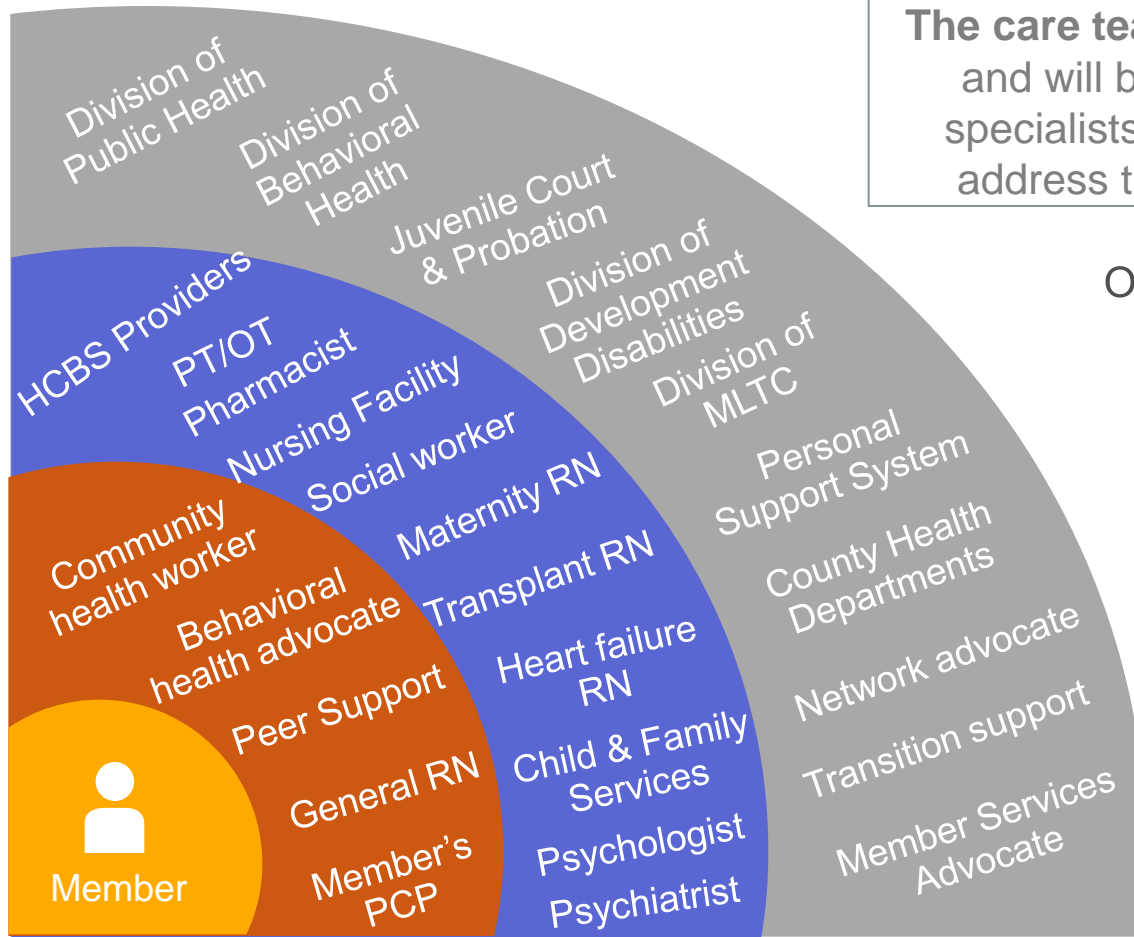 The care tea
and will b
specialists
address t
O
Division of
Public Health
Division of
Behavioral
Health
Juvenile Court
& Probation
Division of
Development
Disabilities
Division of
MLTC
Personal
Support System
County Health
Departments
Network advocate
Transition support
Member Services
Advocate
HCBS Providers
PT/OT
Pharmacist
Nursing Facility
Social worker
Maternity RN
Transplant RN
Heart failure
RN
Child & Family
Services
Psychologist
Psychiatrist
Community
health worker
Behavioral
health advocate
Peer Support
General RN
Member’s
PCP
Member